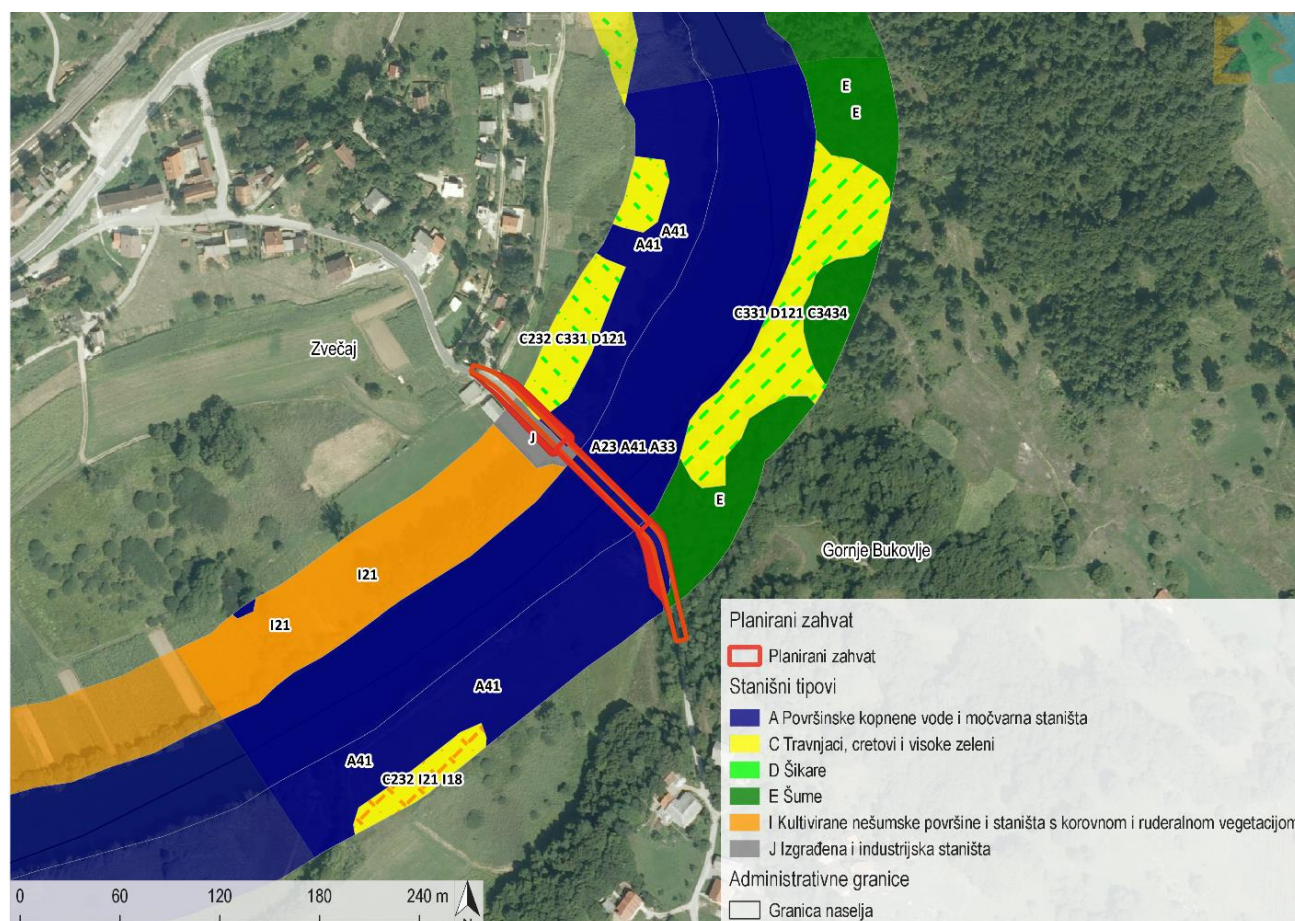 E
E
A41
A41
C331 D121 C3434
C232 C331 D121
Zvečaj
J
A23 A41 A33
E
Gornje Bukovlje
I21
I21
A41
A41
C232 I21 I18
Planirani zahvat
Planirani zahvat
Stanišni tipovi
A Površinske kopnene vode i močvarna staništa
C Travnjaci, cretovi i visoke zeleni
D Šikare
E Šume
I Kultivirane nešumske površine i staništa s korovnom i ruderalnom vegetacijom
J Izgrađena i industrijska staništa
Administrativne granice
Granica naselja
0 60 120 180 240 m